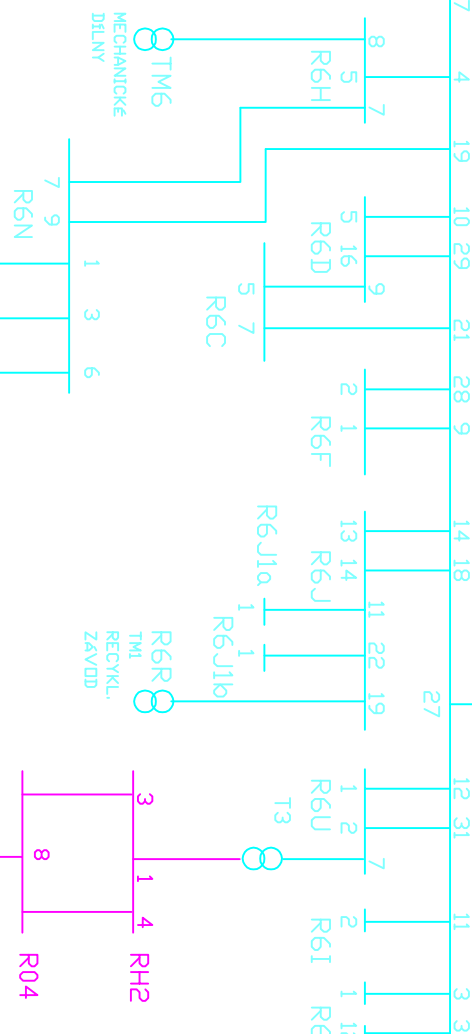 7
4
19
10
29
21
28
9
14
18
27
12
31
11
3
8
5
7
R6H
TM6
MECHANICKÉ
DÍLNY
7
9
R6N
1
3
6
5
16
9
R6D
5
7
R6C
2
1
R6F
13
14
R6J
11
22
19
R6J1a
1
R6J1b
1
R6R
TM1
RECYKL.
ZÁVOD
1
2
R6U
7
T3
3
1
4
RH2
8
R04
2
R6I
1